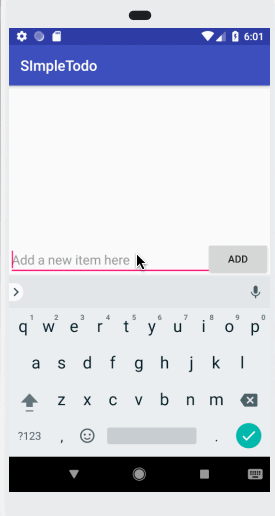 6:01
SImpleTodo
Add a new item here
ADD
1 2 3 4 5 6 7 8 9 0
q w e r t y u i o p
a s d f g h j k l
z x c v b n m
?123 , .